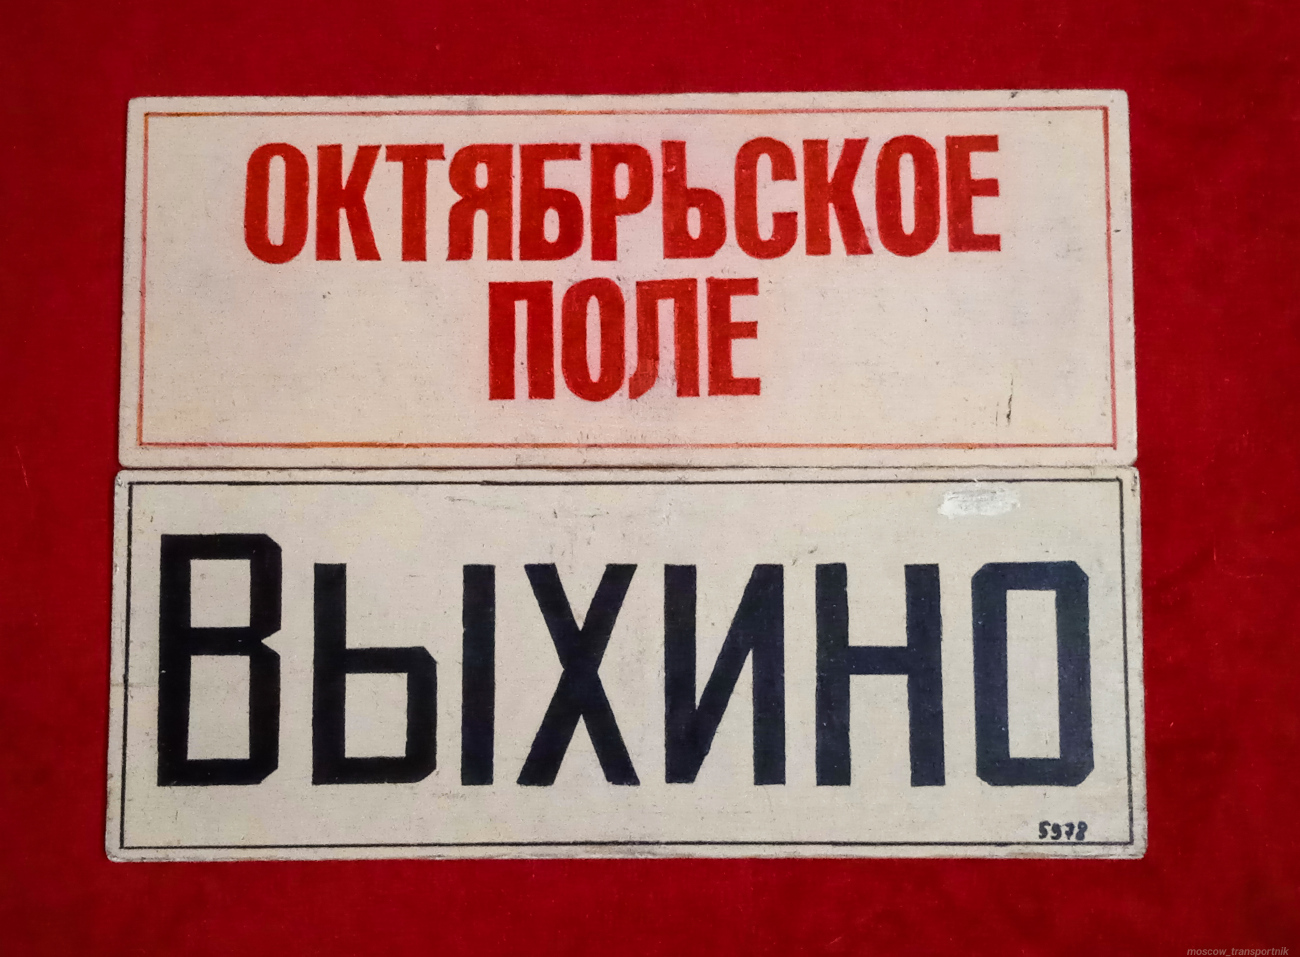 ОКТЯБРЬСКОЕ
ПОЛЕ
ВЫХИНО
5978
moscow_transportnik